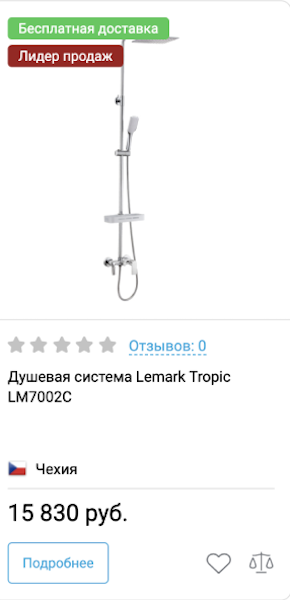 Бесплатная доставка
Лидер продаж
Отзывов: 0
Душевая система Lemark Tropic
LM7002C
Чехия
15 830 руб.
Подробнее